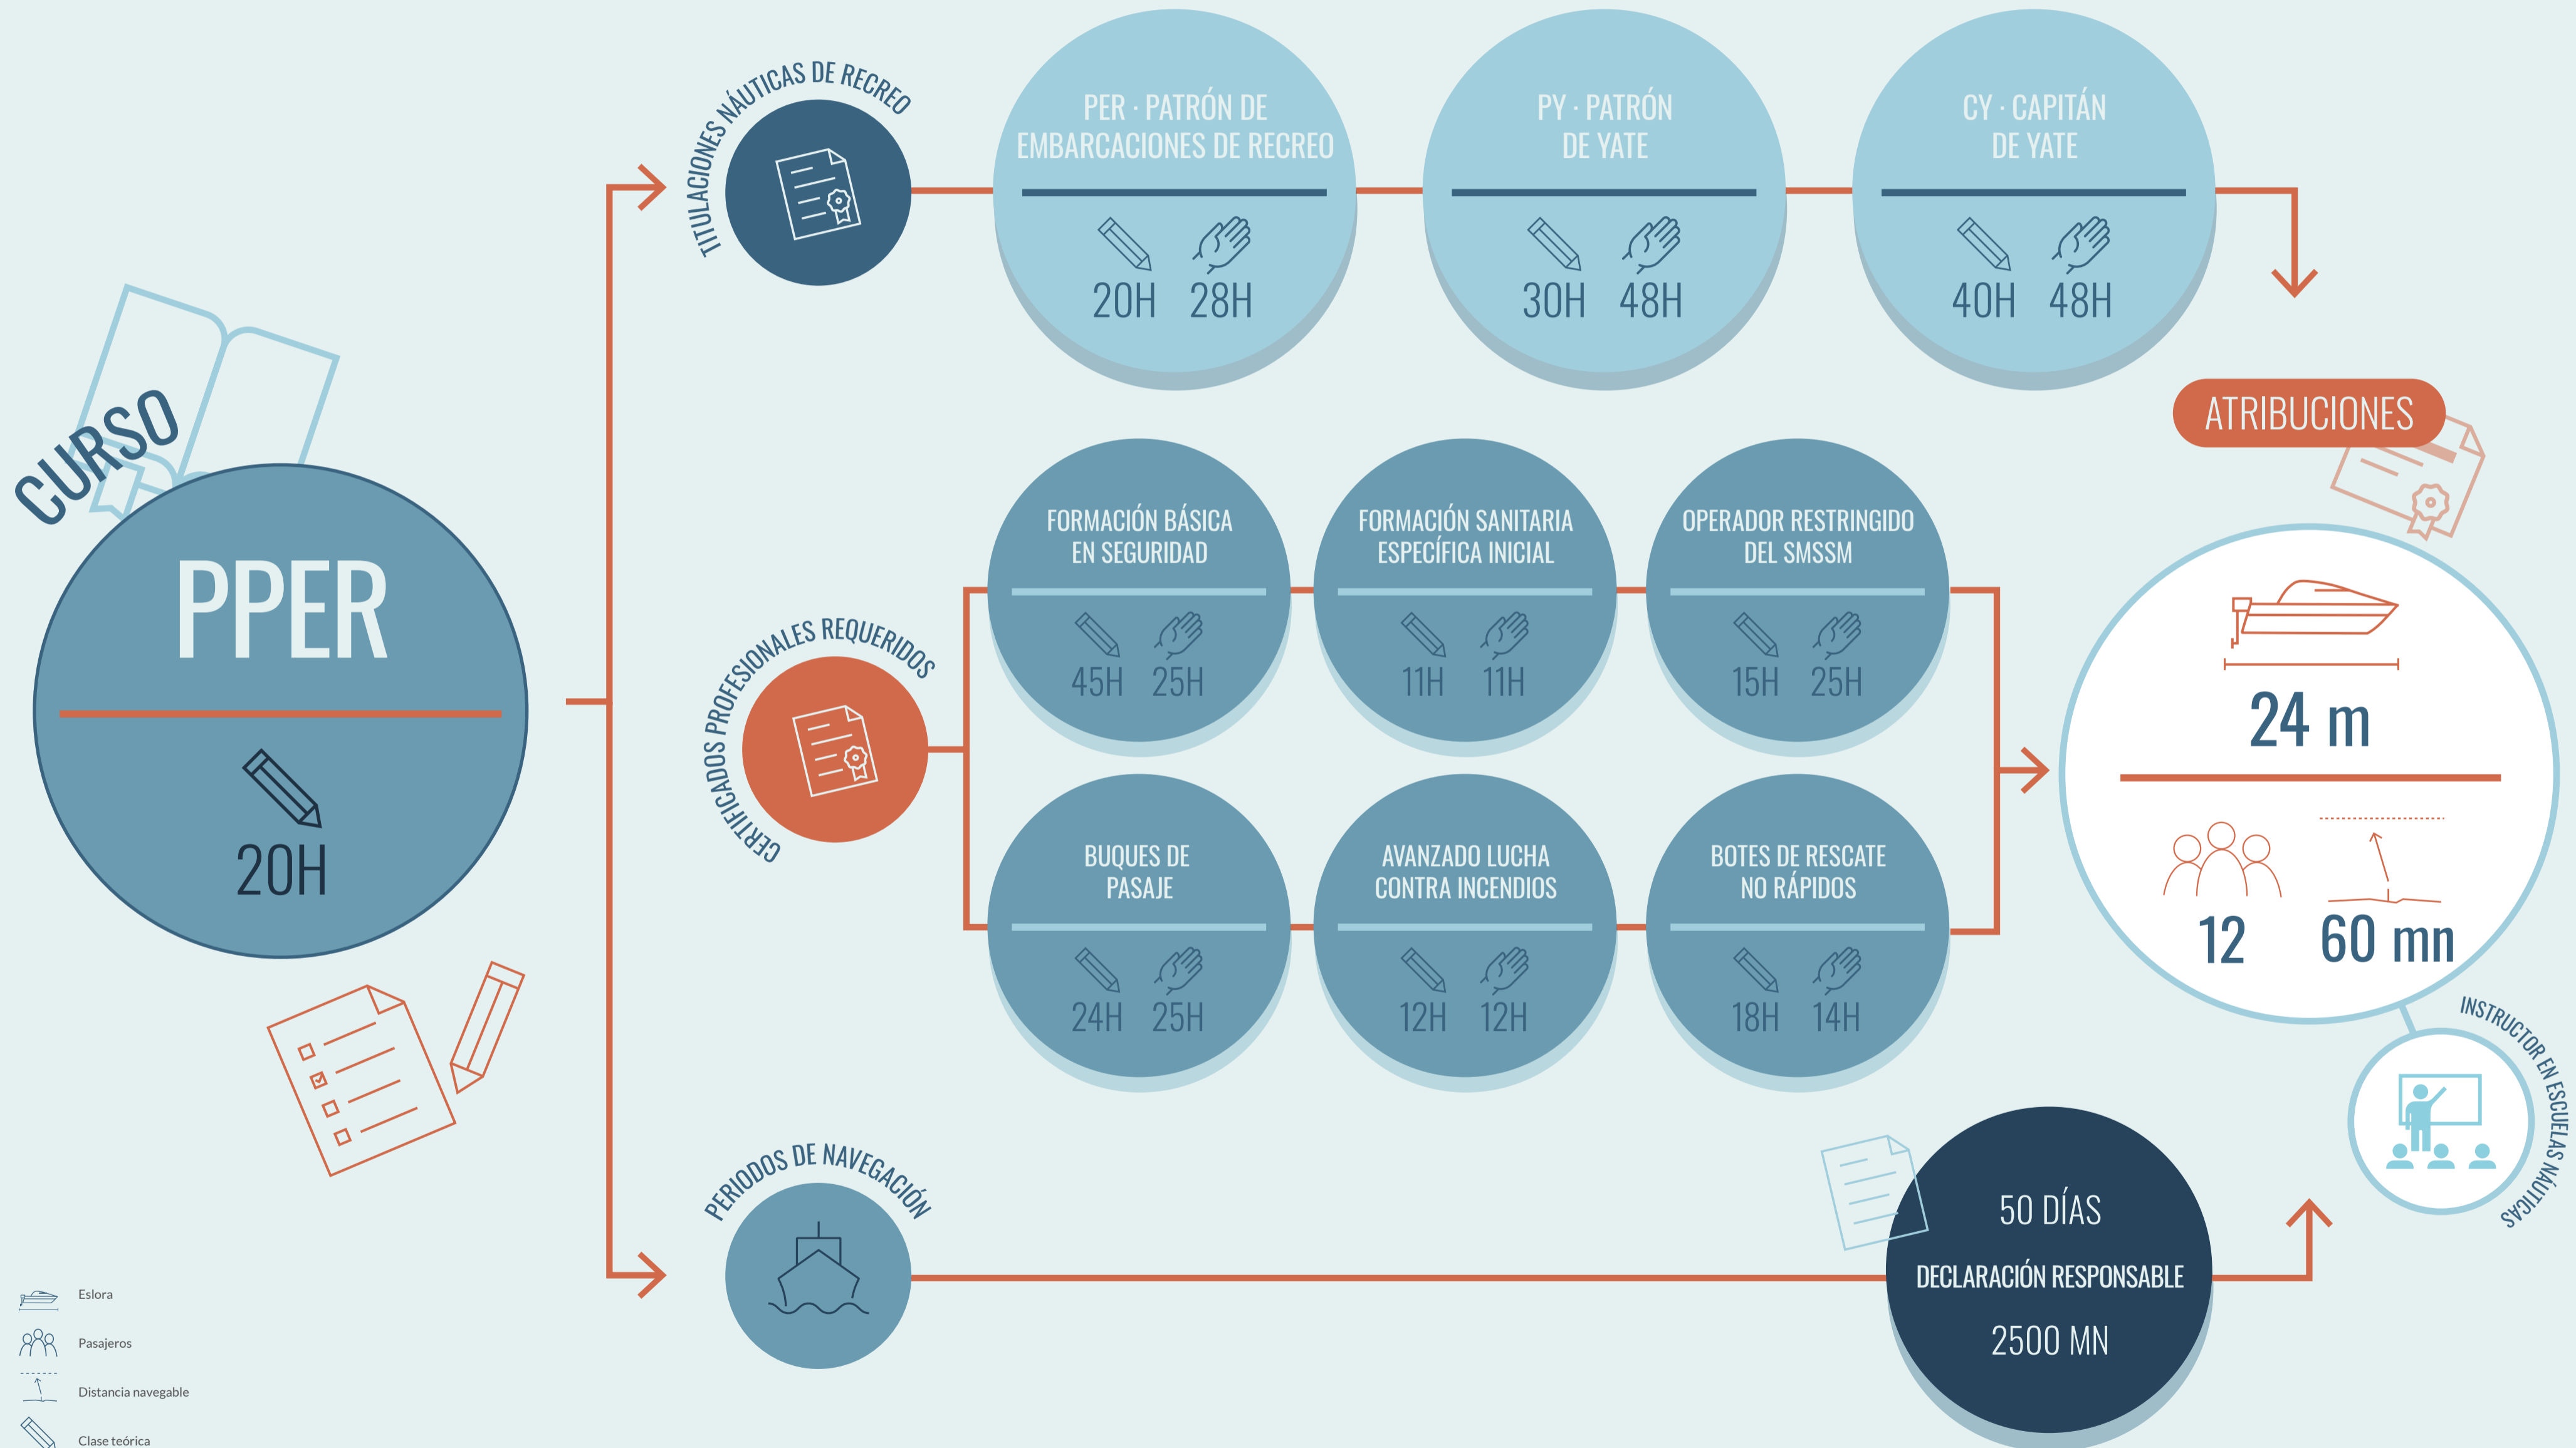 CURSO
PPER
20H
TITULACIONES NÁUTICAS DE RECREO
PER · PATRÓN DE
EMBARCACIONES DE RECREO
20H 28H
PY · PATRÓN
DE YATE
30H 48H
CY · CAPITÁN
DE YATE
40H 48H
CERTIFICADOS PROFESIONALES REQUERIDOS
FORMACIÓN BÁSICA
EN SEGURIDAD
45H 25H
FORMACIÓN SANITARIA
ESPECÍFICA INICIAL
11H 11H
OPERADOR RESTRINGIDO
DEL SMSSM
15H 25H
BUQUES DE
PASAJE
24H 25H
AVANZADO LUCHA
CONTRA INCENDIOS
12H 12H
BOTES DE RESCATE
NO RÁPIDOS
18H 14H
PERIODOS DE NAVEGACIÓN
50 DÍAS
DECLARACIÓN RESPONSABLE
2500 MN
ATRIBUCIONES
24 m
12
60 mn
INSTRUCTOR EN ESCUELAS NÁUTICAS
Eslora
Pasajeros
Distancia navegable
Clase teórica